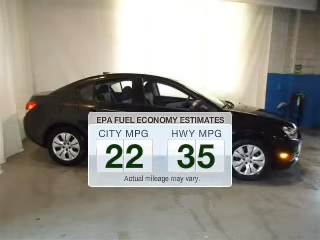 EPA FUEL ECONOMY ESTIMATES
CITY MPG HWY MPG
22 35
Actual mileage may vary.